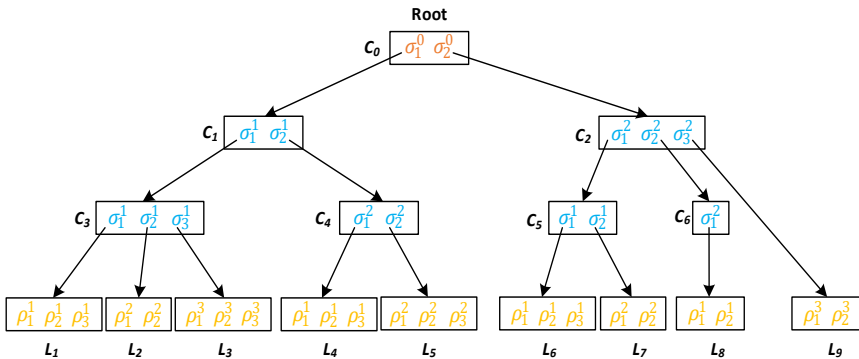 Root
C₀ σ₁⁰ σ₂⁰
C₁ σ₁¹ σ₂¹ C₂ σ₁² σ₂² σ₃²
C₃ σ₁¹ σ₂¹ σ₃¹ C₄ σ₁² σ₂² C₅ σ₁¹ σ₂¹ C₆ σ₁²
ρ₁¹ ρ₂¹ ρ₃¹ ρ₁² ρ₂² ρ₁³ ρ₂³ ρ₃³ ρ₁¹ ρ₂¹ ρ₃¹ ρ₁² ρ₂² ρ₃² ρ₁¹ ρ₂¹ ρ₃¹ ρ₁² ρ₂² ρ₁¹ ρ₂¹ ρ₁³ ρ₂³
L₁ L₂ L₃ L₄ L₅ L₆ L₇ L₈ L₉